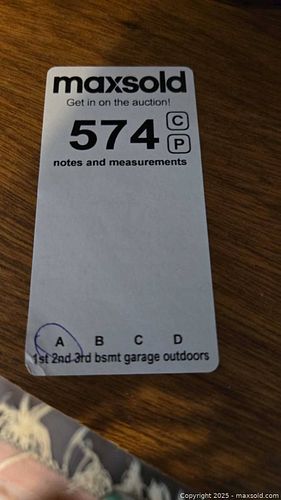 maxsold
Get in on the auction!
574 C
P
notes and measurements
A B C D
1st 2nd 3rd bsmt garage outdoors
Copyright 2025 - maxsold.com